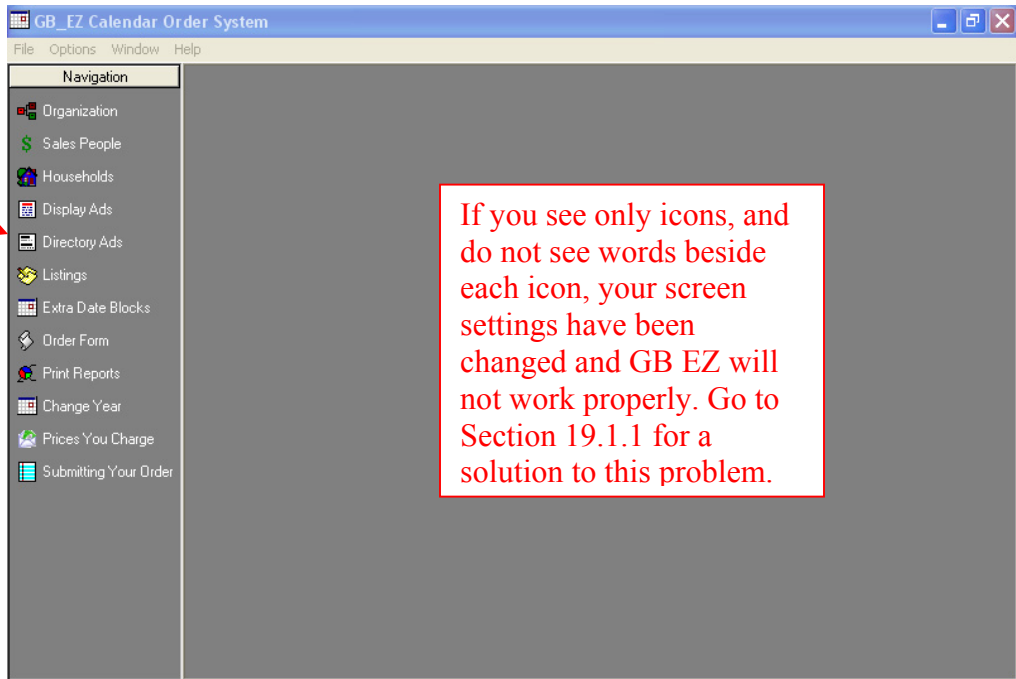 GB_EZ Calendar Order System
File Options Window Help
Navigation
Organization
Sales People
Households
Display Ads
Directory Ads
Listings
Extra Date Blocks
Order Form
Print Reports
Change Year
Prices You Charge
Submitting Your Order
If you see only icons, and
do not see words beside
each icon, your screen
settings have been
changed and GB EZ will
not work properly. Go to
Section 19.1.1 for a
solution to this problem.